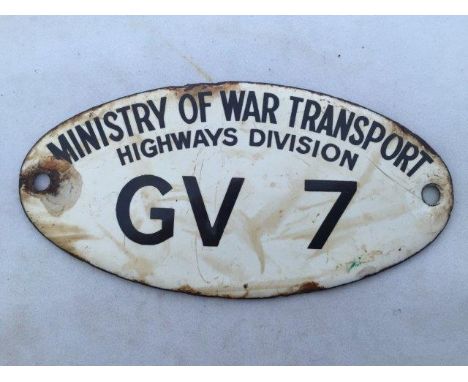 MINISTRY OF WAR TRANSPORT
HIGHWAYS DIVISION
GV 7